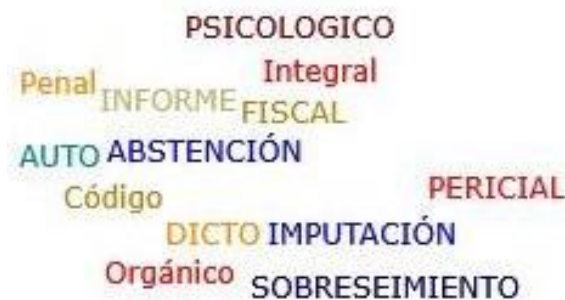 PSICOLOGICO
Integral
Penal
INFORME FISCAL
AUTO ABSTENCIÓN
Código PERICIAL
DICTO IMPUTACIÓN
Orgánico SOBRESEIMIENTO